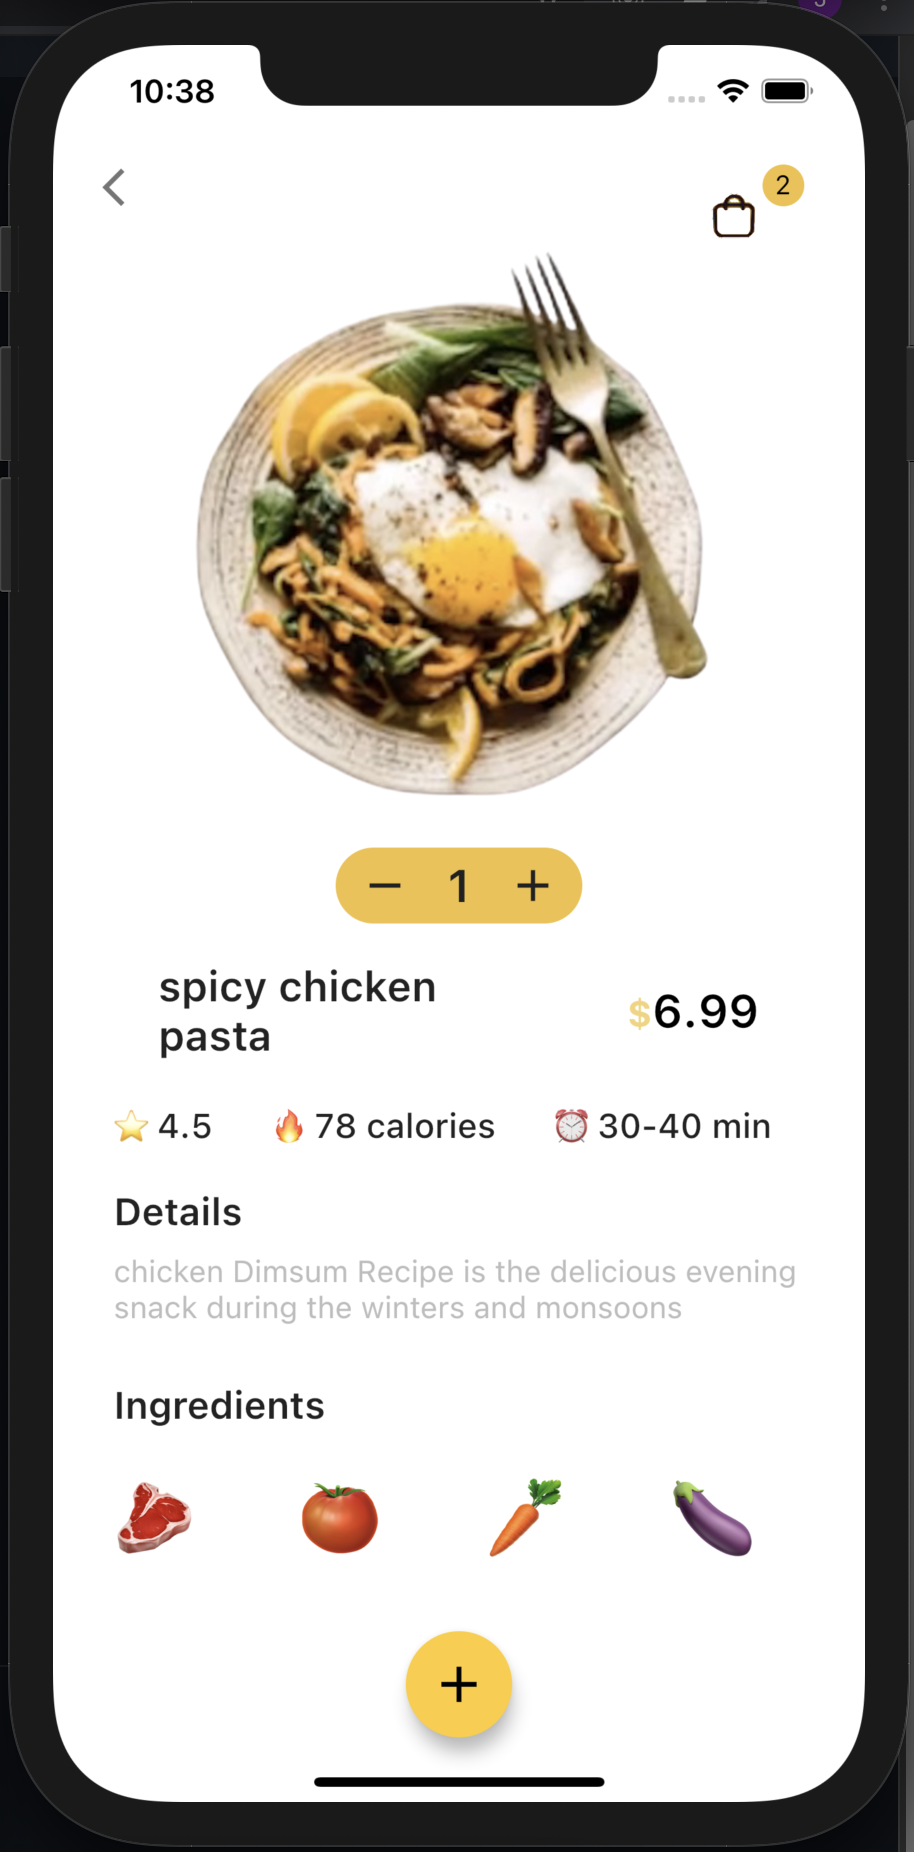 10:38
2
1
spicy chicken
pasta
$6.99
4.5
78 calories
30-40 min
Details
chicken Dimsum Recipe is the delicious evening
snack during the winters and monsoons
Ingredients